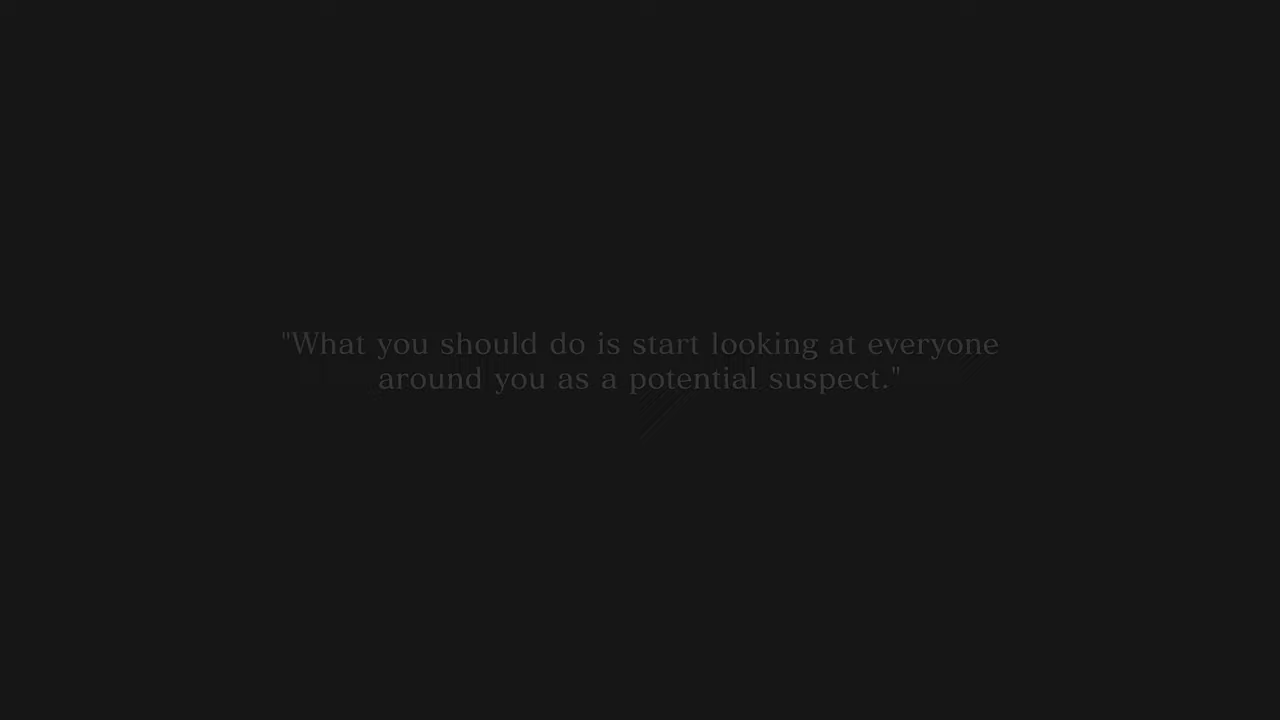 "What you should do is start looking at everyone
around you as a potential suspect."